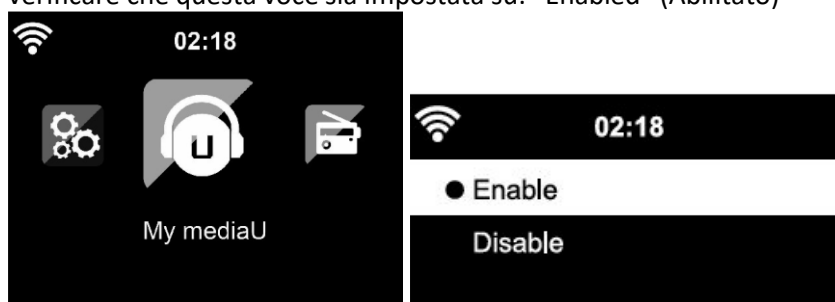 verificare che questa voce sia impostata su: "Enabled" (Abilitato)
02:18
U
My mediaU
02:18
Enable
Disable